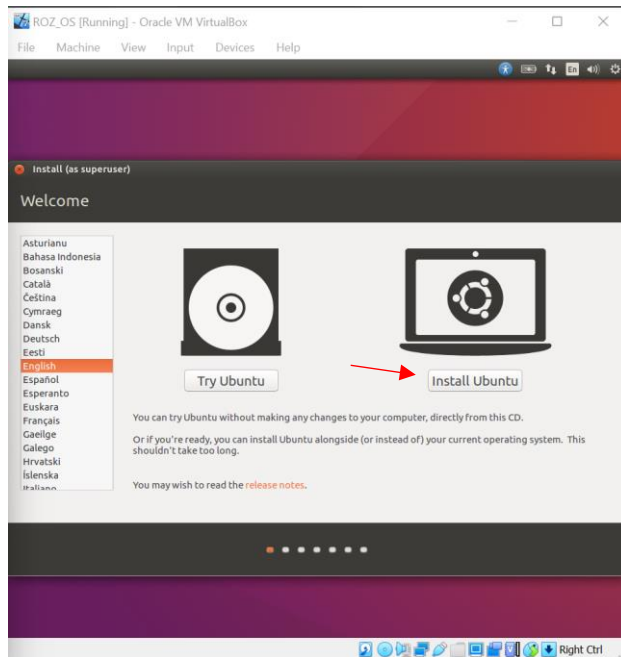 ROZ_OS [Running] - Oracle VM VirtualBox
File Machine View Input Devices Help
En
Install (as superuser)
Welcome
Asturianu
Bahasa Indonesia
Bosanski
Català
Čeština
Cymraeg
Dansk
Deutsch
Eesti
English
Español
Esperanto
Euskara
Français
Gaeilge
Galego
Hrvatski
Íslenska
Italiano
Try Ubuntu
Install Ubuntu
You can try Ubuntu without making any changes to your computer, directly from this CD.
Or if you're ready, you can install Ubuntu alongside (or instead of) your current operating system. This
shouldn't take too long.
You may wish to read the release notes.
Right Ctrl